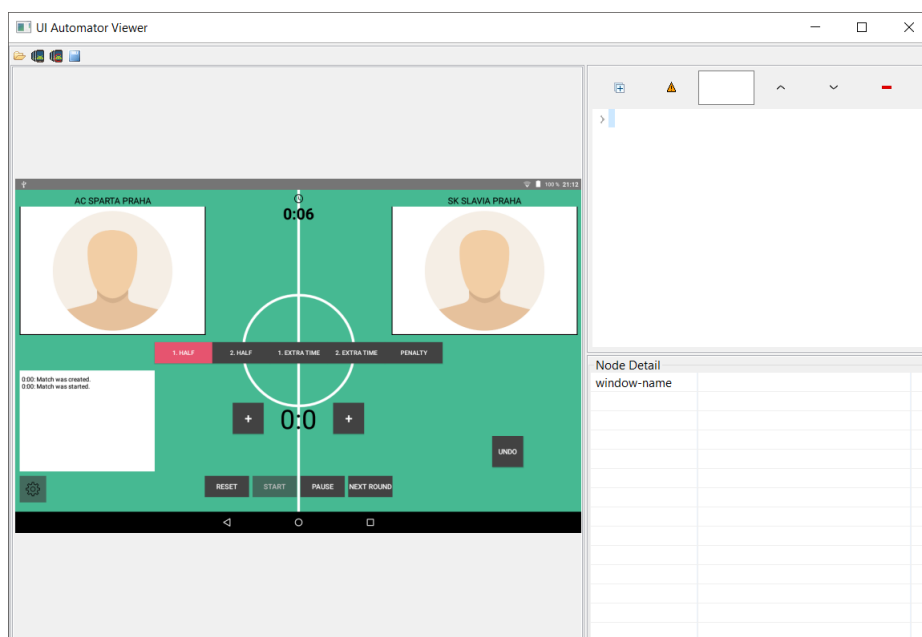 UI Automator Viewer
100 % 21:12
AC SPARTA PRAHA
0:06
SK SLAVIA PRAHA
1. HALF 2. HALF 1. EXTRA TIME 2. EXTRA TIME PENALTY
0:00: Match was created.
0:00: Match was started.
+ 0:0 +
UNDO
RESET START PAUSE NEXT ROUND
Node Detail
window-name